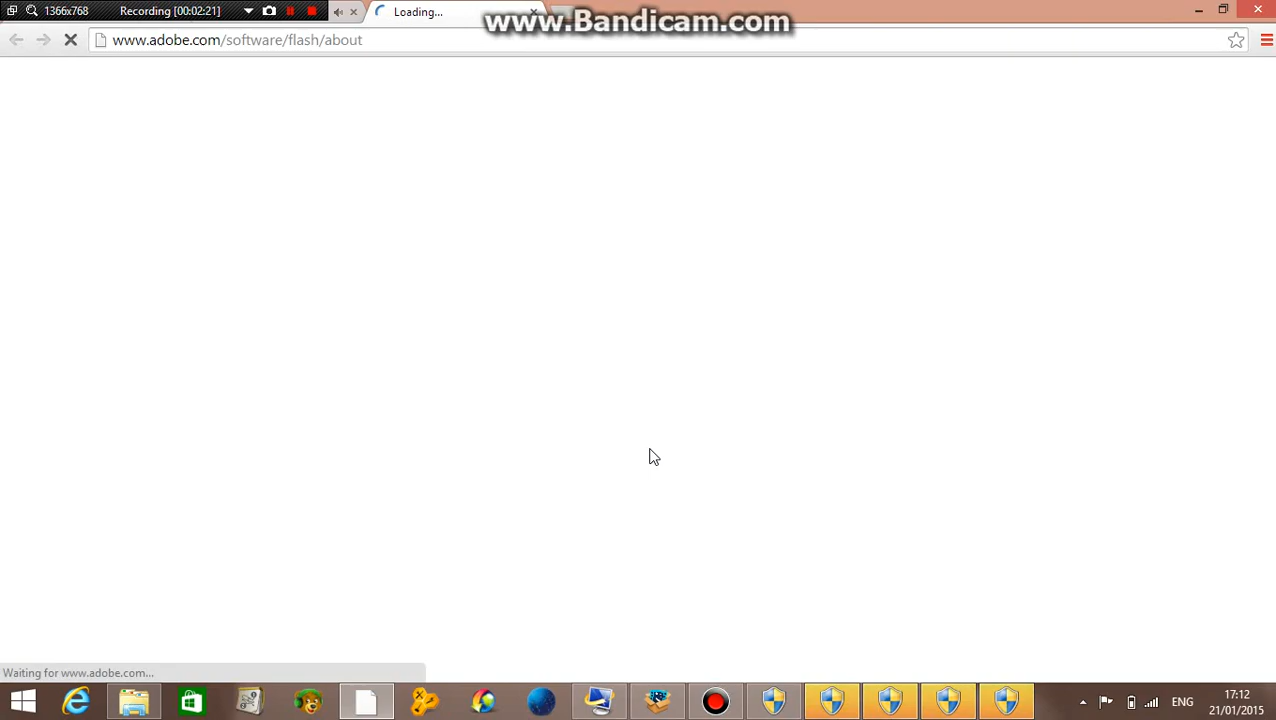 1366x768 Recording [00:02:21] Loading... www.Bandicam.com
www.adobe.com/software/flash/about
Waiting for www.adobe.com...
ENG 17:12
21/01/2015